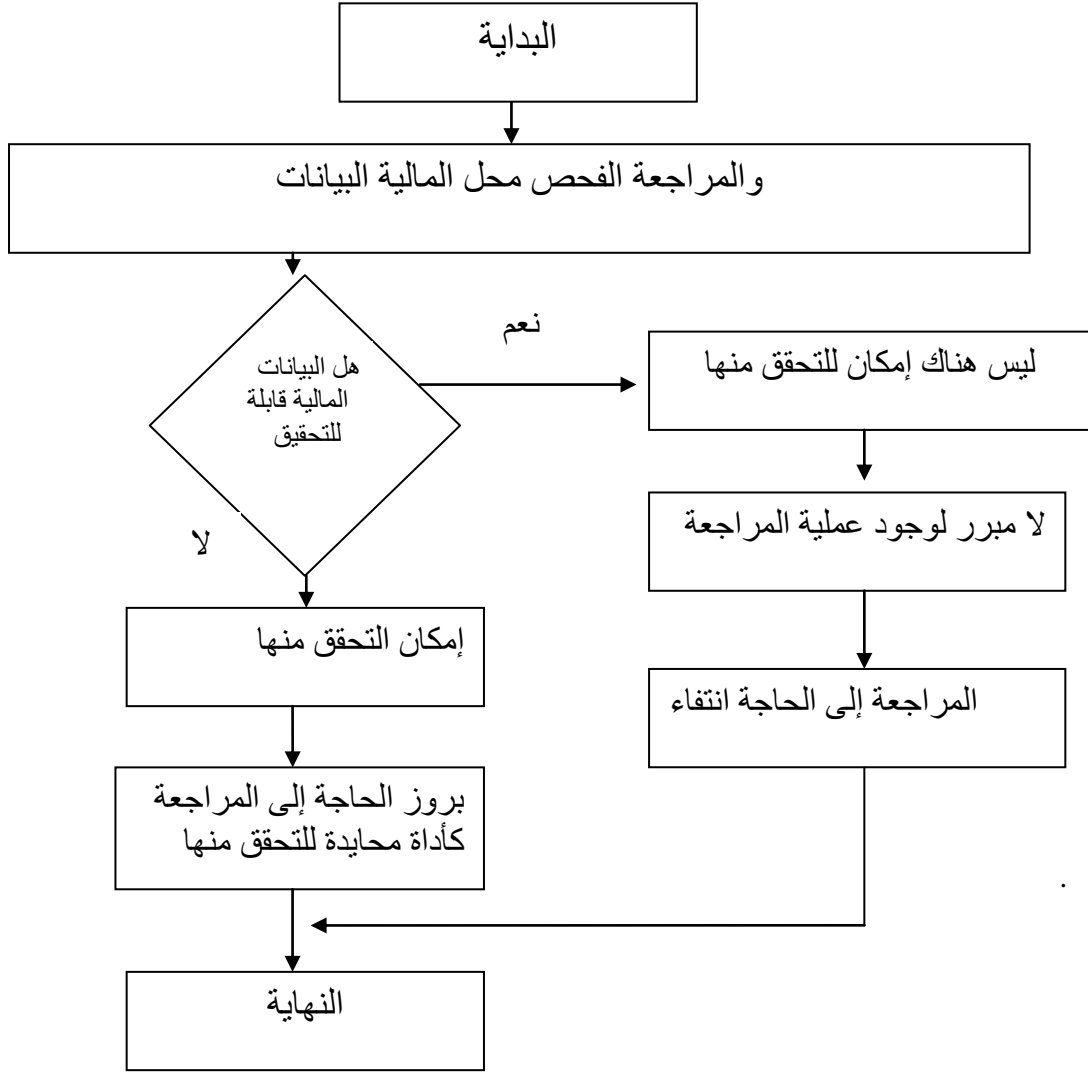 البداية
والمراجعة الفحص محل المالية البيانات
هل البيانات
المالية قابلة
للتحقيق
نعم
ليس هناك إمكان للتحقق منها
لا مبرر لوجود عملية المراجعة
المراجعة إلى الحاجة انتفاء
لا
إمكان التحقق منها
بروز الحاجة إلى المراجعة
كأداة محايدة للتحقق منها
.
النهاية